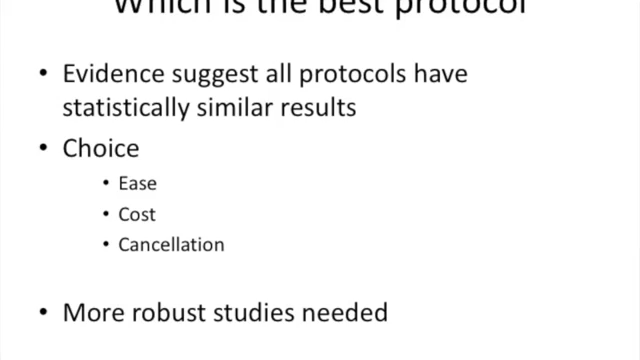 Which is the best protocol
• Evidence suggest all protocols have
statistically similar results
• Choice
• Ease
• Cost
• Cancellation
• More robust studies needed